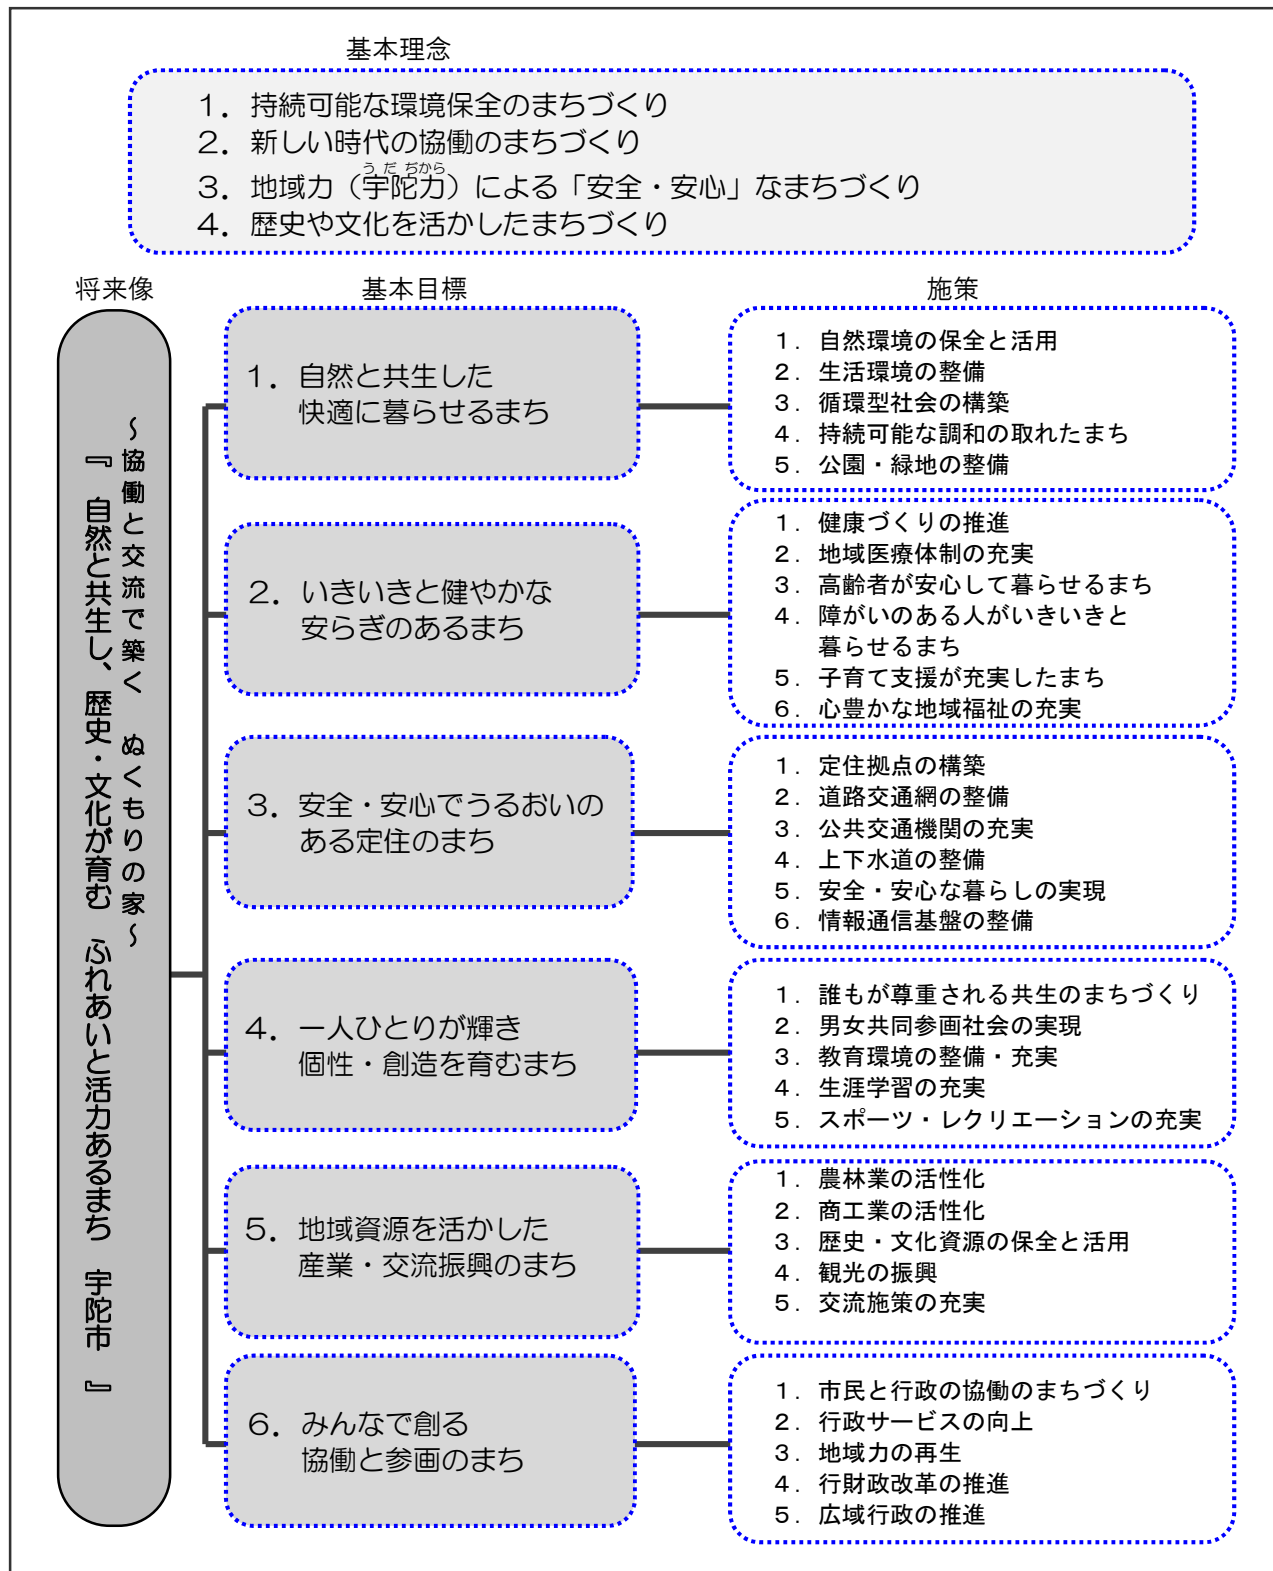 基本理念
1．持続可能な環境保全のまちづくり
2．新しい時代の協働のまちづくり
うだぢから
3．地域力（宇陀力）による「安全・安心」なまちづくり
4．歴史や文化を活かしたまちづくり
将来像
～協働と交流で築く　ぬくもりの家～
『　自然と共生し、歴史・文化が育む　ふれあいと活力あるまち　宇陀市　』
基本目標
施策
1．自然と共生した
快適に暮らせるまち
1．自然環境の保全と活用
2．生活環境の整備
3．循環型社会の構築
4．持続可能な調和の取れたまち
5．公園・緑地の整備
2．いきいきと健やかな
安らぎのあるまち
1．健康づくりの推進
2．地域医療体制の充実
3．高齢者が安心して暮らせるまち
4．障がいのある人がいきいきと
暮らせるまち
5．子育て支援が充実したまち
6．心豊かな地域福祉の充実
3．安全・安心でうるおいの
ある定住のまち
1．定住拠点の構築
2．道路交通網の整備
3．公共交通機関の充実
4．上下水道の整備
5．安全・安心な暮らしの実現
6．情報通信基盤の整備
4．一人ひとりが輝き
個性・創造を育むまち
1．誰もが尊重される共生のまちづくり
2．男女共同参画社会の実現
3．教育環境の整備・充実
4．生涯学習の充実
5．スポーツ・レクリエーションの充実
5．地域資源を活かした
産業・交流振興のまち
1．農林業の活性化
2．商工業の活性化
3．歴史・文化資源の保全と活用
4．観光の振興
5．交流施策の充実
6．みんなで創る
協働と参画のまち
1．市民と行政の協働のまちづくり
2．行政サービスの向上
3．地域力の再生
4．行財政改革の推進
5．広域行政の推進